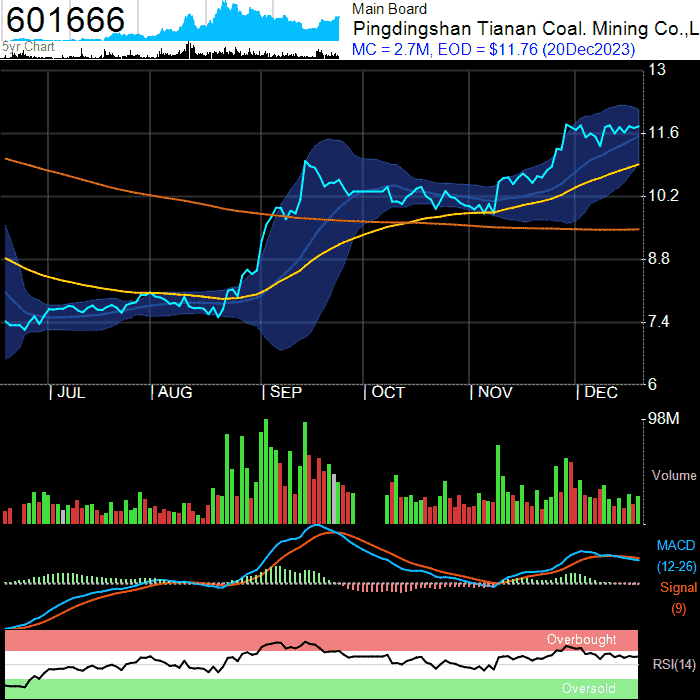 601666
5yr Chart
Main Board
Pingdingshan Tianan Coal. Mining Co.,L
MC = 2.7M, EOD = $11.76 (20Dec2023)
13
11.6
10.2
8.8
7.4
6
| JUL | AUG | SEP | OCT | NOV | DEC
98M
Volume
MACD
(12-26)
Signal
(9)
Overbought
RSI(14)
Oversold